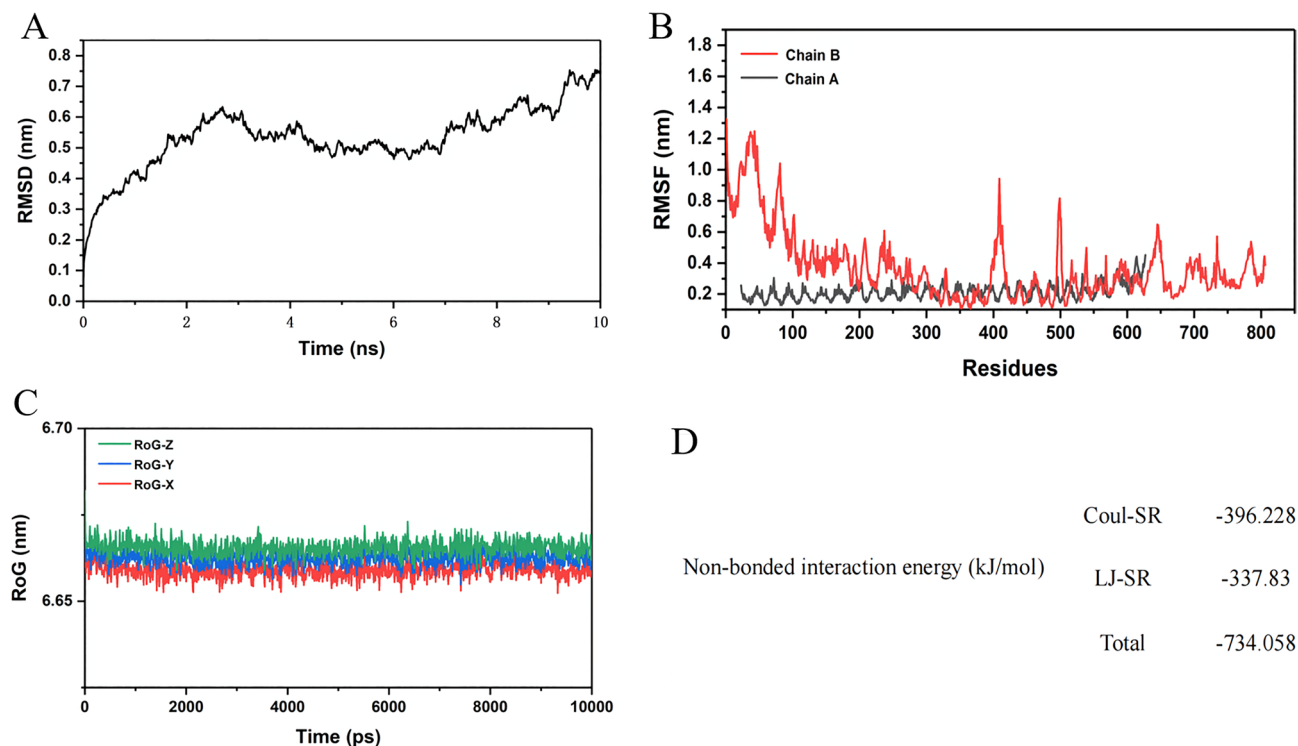 A
RMSD (nm)
0.8
0.7
0.6
0.5
0.4
0.3
0.2
0.1
0.0
0
2
4
6
8
10
Time (ns)
B
RMSF (nm)
1.8
1.6
1.4
1.2
1.0
0.8
0.6
0.4
0.2
Chain B
Chain A
0
100
200
300
400
500
600
700
800
Residues
C
RoG (nm)
6.70
6.65
RoG-Z
RoG-Y
RoG-X
0
2000
4000
6000
8000
10000
Time (ps)
D
Non-bonded interaction energy (kJ/mol)
Coul-SR -396.228
LJ-SR -337.83
Total -734.058